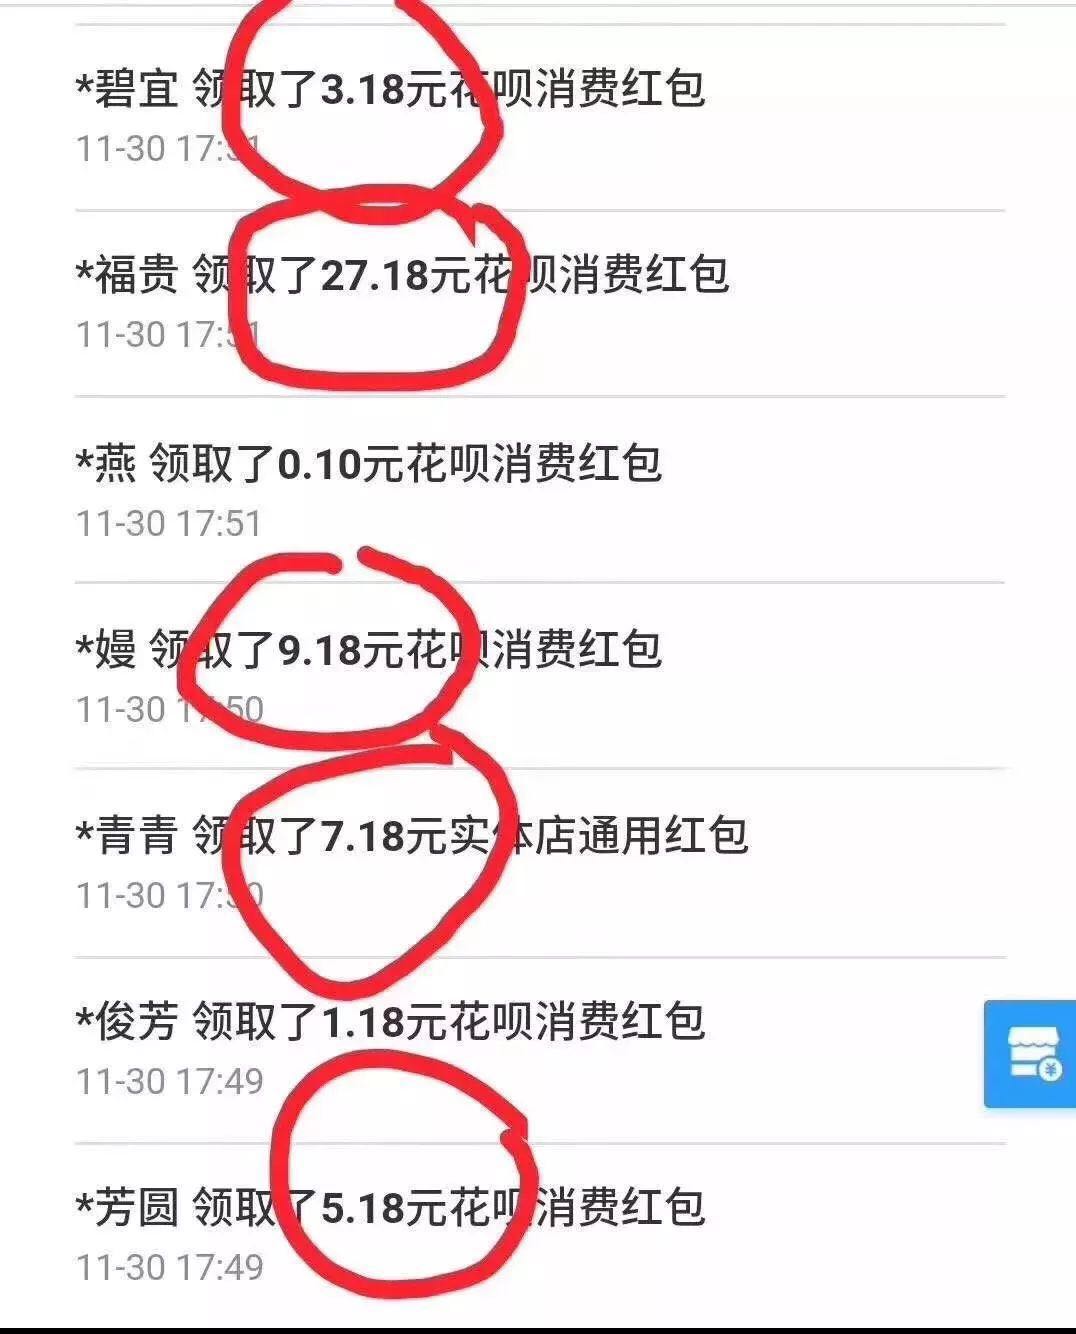 *碧宜 领取了3.18元花呗消费红包
11-30 17:51
*福贵 领取了27.18元花呗消费红包
11-30 17:51
*燕 领取了0.10元花呗消费红包
11-30 17:51
*嫚 领取了9.18元花呗消费红包
11-30 17:50
*青青 领取了7.18元实体店通用红包
11-30 17:50
*俊芳 领取了1.18元花呗消费红包
11-30 17:49
*芳圆 领取了5.18元花呗消费红包
11-30 17:49
¥